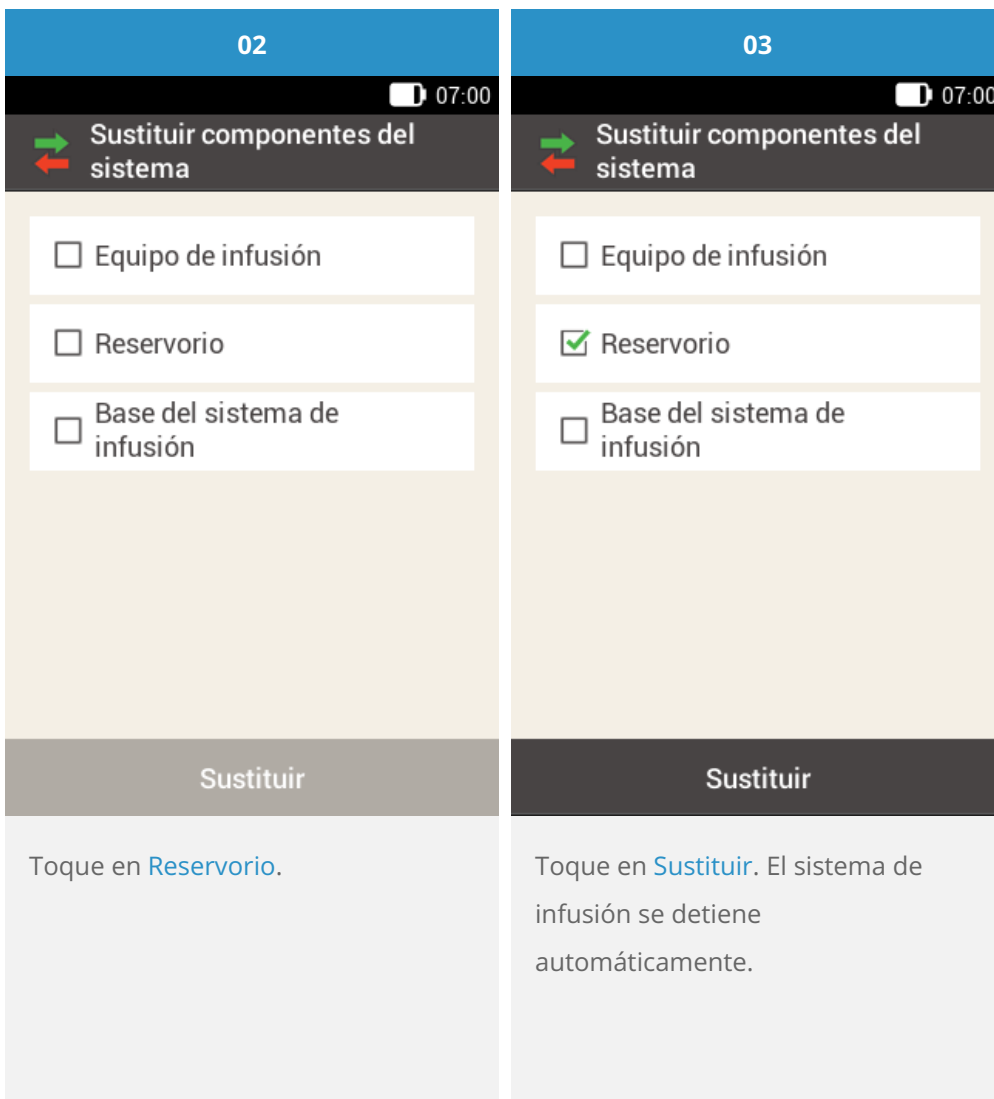 02
07:00
Sustituir componentes del
sistema
Equipo de infusión
Reservorio
Base del sistema de
infusión
Sustituir
Toque en Reservorio.
03
07:00
Sustituir componentes del
sistema
Equipo de infusión
Reservorio
Base del sistema de
infusión
Sustituir
Toque en Sustituir. El sistema de
infusión se detiene
automáticamente.